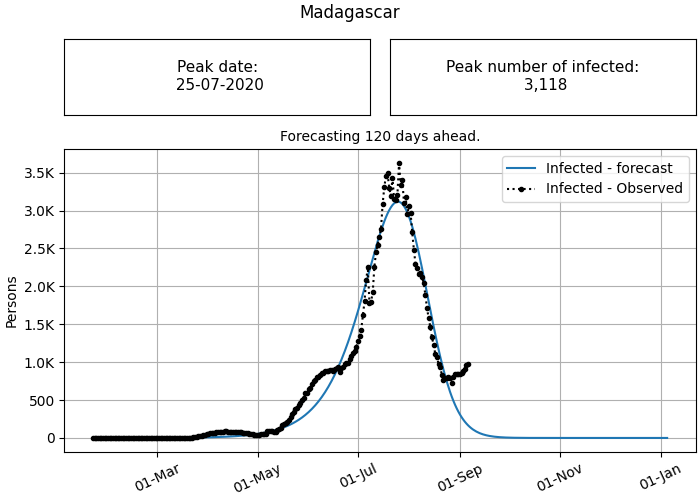 Madagascar
Peak date:
25-07-2020
Peak number of infected:
3,118
Forecasting 120 days ahead.
Infected - forecast
Infected - Observed
Persons
3.5K
3.0K
2.5K
2.0K
1.5K
1.0K
500
0
01-Mar
01-May
01-Jul
01-Sep
01-Nov
01-Jan